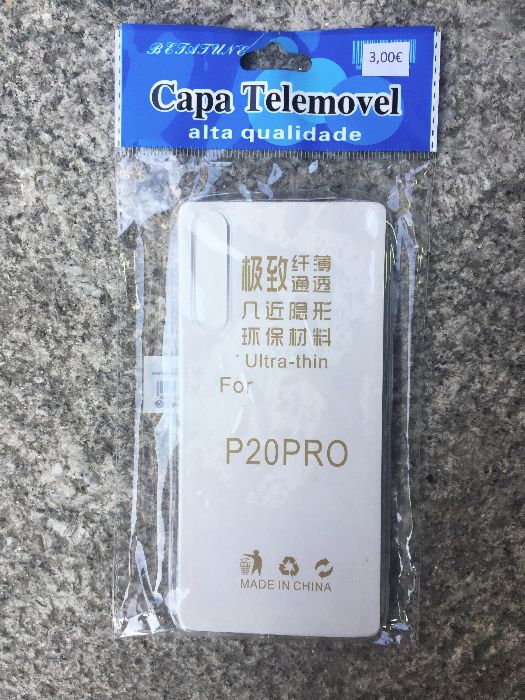 BETATUNE
3,00€
Capa Telemovel
alta qualidade
极致 纤薄
通透
几近隐形
环保材料
Ultra-thin
For
P20PRO
MADE IN CHINA